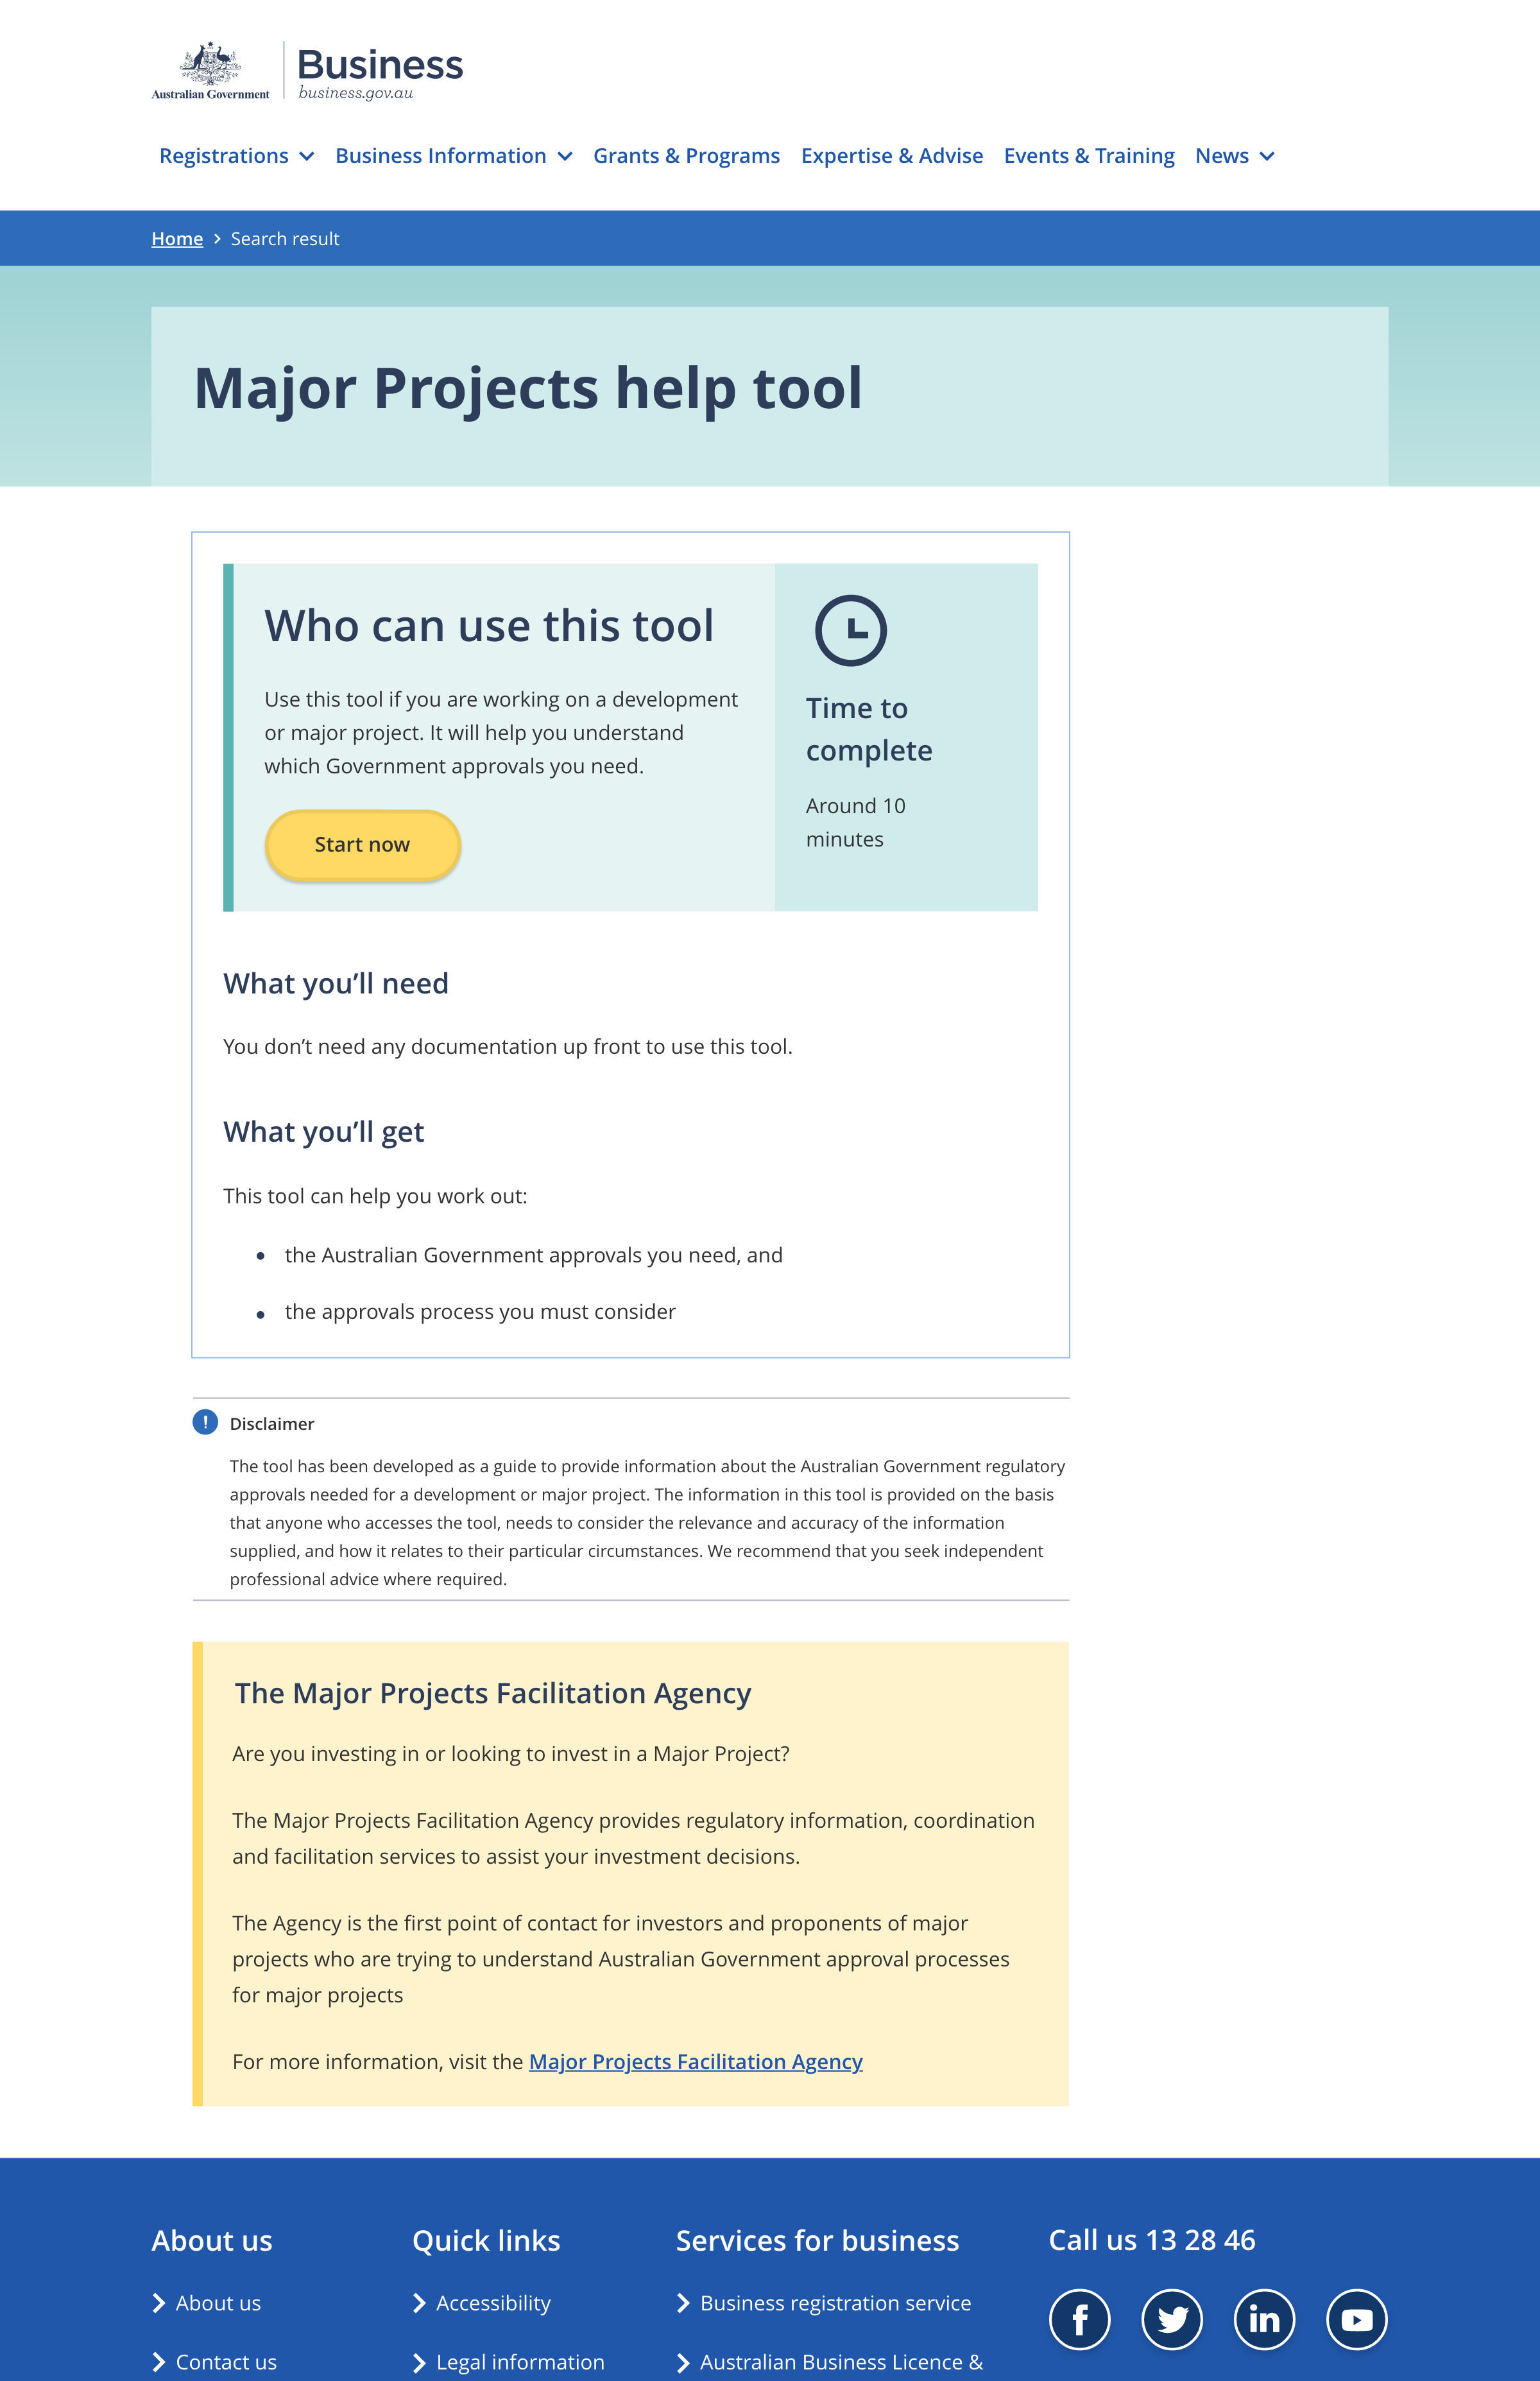 Australian Government
Business
business.gov.au
Registrations
Business Information
Grants & Programs
Expertise & Advise
Events & Training
News
Home
Search result
Major Projects help tool
Who can use this tool
Use this tool if you are working on a development
or major project. It will help you understand
which Government approvals you need.
Start now
Time to
complete
Around 10
minutes
What you’ll need
You don’t need any documentation up front to use this tool.
What you’ll get
This tool can help you work out:
the Australian Government approvals you need, and
the approvals process you must consider
Disclaimer
The tool has been developed as a guide to provide information about the Australian Government regulatory
approvals needed for a development or major project. The information in this tool is provided on the basis
that anyone who accesses the tool, needs to consider the relevance and accuracy of the information
supplied, and how it relates to their particular circumstances. We recommend that you seek independent
professional advice where required.
The Major Projects Facilitation Agency
Are you investing in or looking to invest in a Major Project?
The Major Projects Facilitation Agency provides regulatory information, coordination
and facilitation services to assist your investment decisions.
The Agency is the first point of contact for investors and proponents of major
projects who are trying to understand Australian Government approval processes
for major projects
For more information, visit the Major Projects Facilitation Agency
About us
About us
Contact us
Quick links
Accessibility
Legal information
Services for business
Business registration service
Australian Business Licence &
Call us 13 28 46